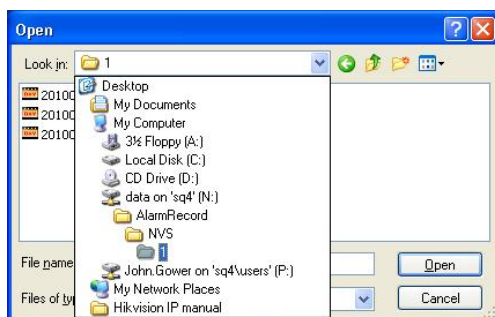 Open
Look in: 1
Desktop
My Documents
My Computer
3½ Floppy (A:)
Local Disk (C:)
CD Drive (D:)
data on 'sq4' (N:)
AlarmRecord
NVS
1
John.Gower on 'sq4\users' (P:)
My Network Places
Hikvision IP manual
2010
2010
2010
File name
Open
Files of ty
Cancel